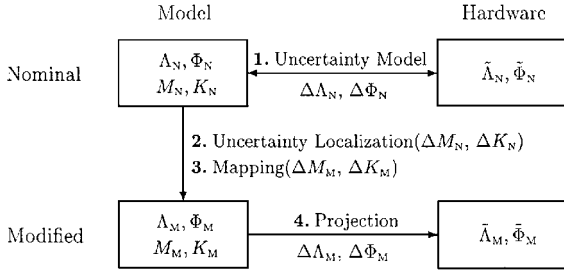 Model Hardware
Nominal
Λ_N, Φ_N
M_N, K_N
1. Uncertainty Model
ΔΛ_N, ΔΦ_N
Λ̃_N, Φ̃_N
2. Uncertainty Localization(ΔM_N, ΔK_N)
3. Mapping(ΔM_M, ΔK_M)
Modified
Λ_M, Φ_M
M_M, K_M
4. Projection
ΔΛ_M, ΔΦ_M
Λ̃_M, Φ̃_M